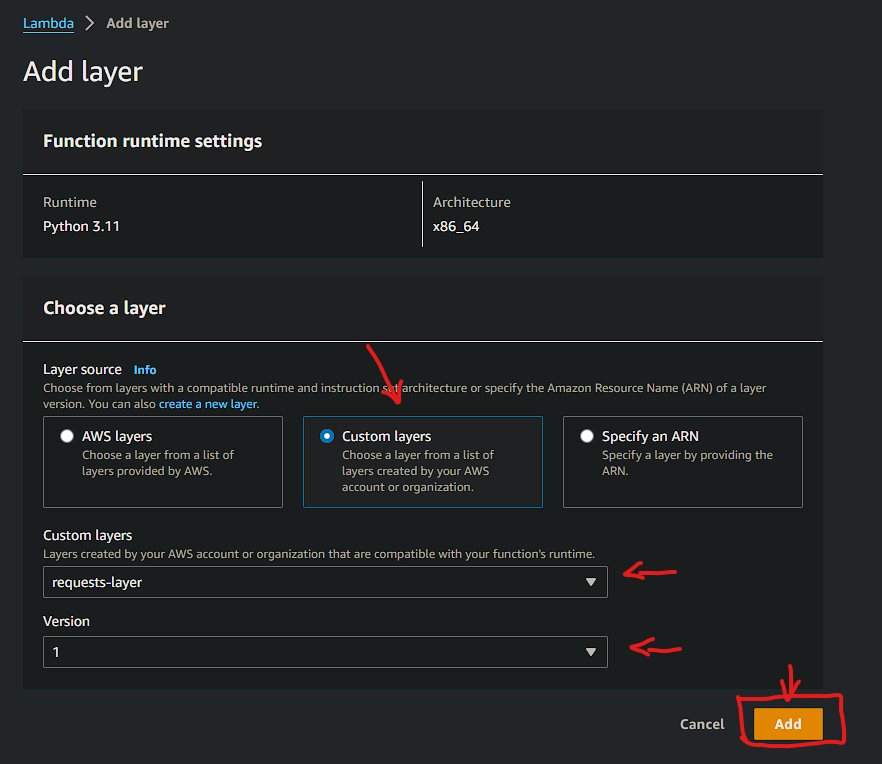 Lambda > Add layer
Add layer
Function runtime settings
Runtime
Python 3.11
Architecture
x86_64
Choose a layer
Layer source Info
Choose from layers with a compatible runtime and instruction set architecture or specify the Amazon Resource Name (ARN) of a layer
version. You can also create a new layer.
AWS layers
Choose a layer from a list of
layers provided by AWS.
Custom layers
Choose a layer from a list of
layers created by your AWS
account or organization.
Specify an ARN
Specify a layer by providing the
ARN.
Custom layers
Layers created by your AWS account or organization that are compatible with your function's runtime.
requests-layer
Version
1
Cancel
Add